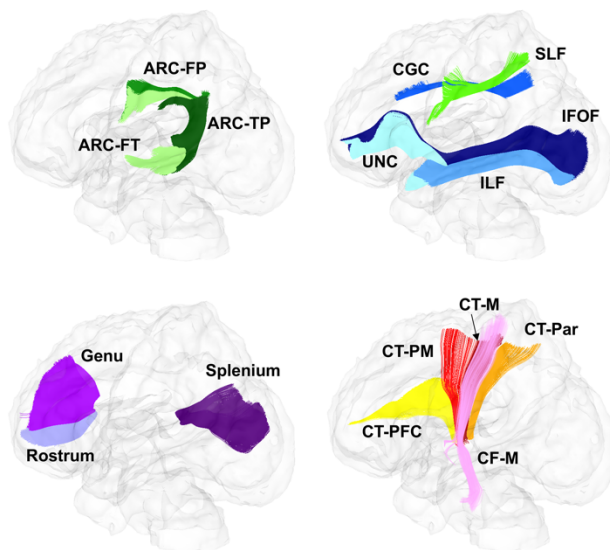 ARC-FP
ARC-TP
ARC-FT
SLF
CGC
IFOF
UNC
ILF
Genu
Splenium
Rostrum
CT-M
CT-Par
CT-PM
CT-PFC
CF-M